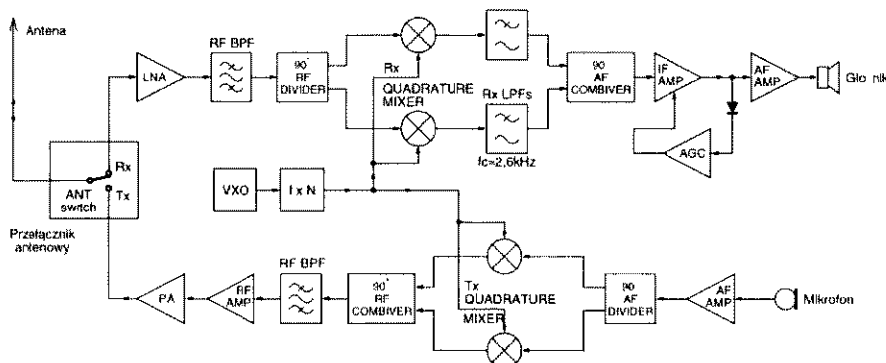 Antena
LNA
RF BPF
90°
RF
DIVIDER
Rx
QUADRATURE
MIXER
Rx LPFs
fc=2,6kHz
90
AF
COMBIVER
IF
AMP
AF
AMP
Gło nik
AGC
Rx
ANT
switch
Tx
Przełącznik
antenowy
VXO
f x N
PA
RF
AMP
RF BPF
90°
RF
COMBIVER
Tx
QUADRATURE
MIXER
90
AF
DIVIDER
AF
AMP
Mikrofon